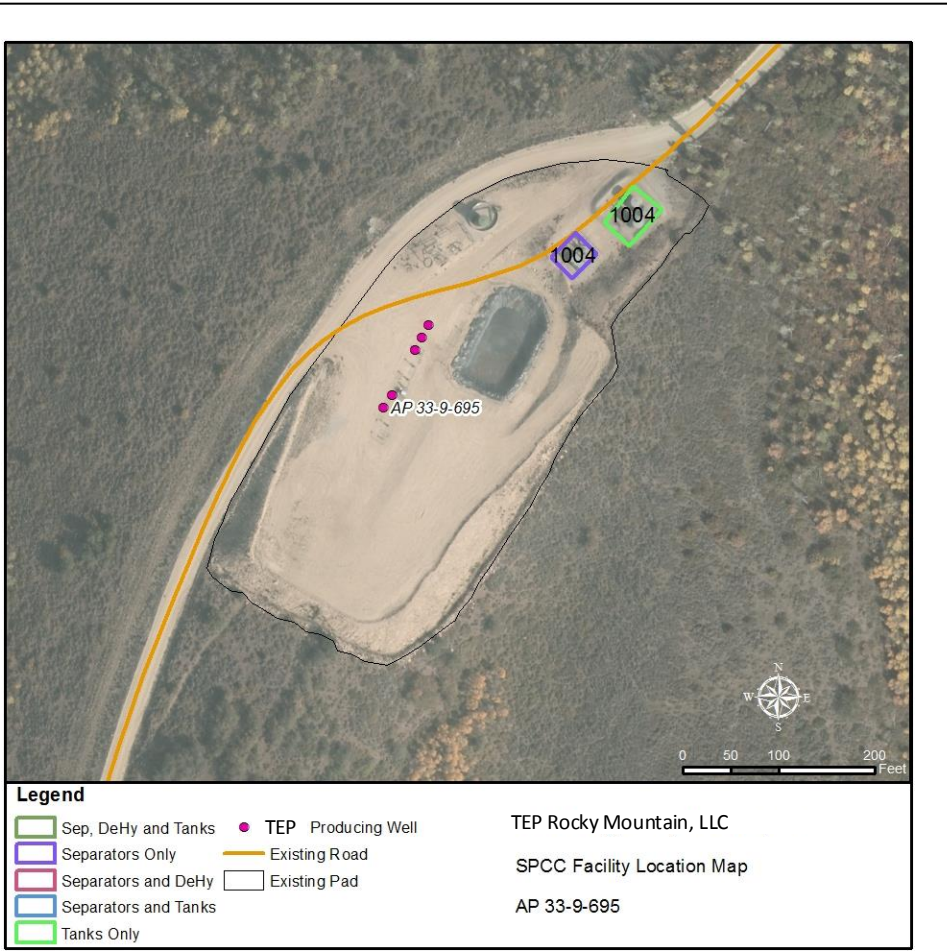 1004
1004
AP 33-9-695
N
W E
S
0 50 100 200
Feet
Legend
Sep, DeHy and Tanks
Separators Only
Separators and DeHy
Separators and Tanks
Tanks Only
TEP Producing Well
Existing Road
Existing Pad
TEP Rocky Mountain, LLC
SPCC Facility Location Map
AP 33-9-695